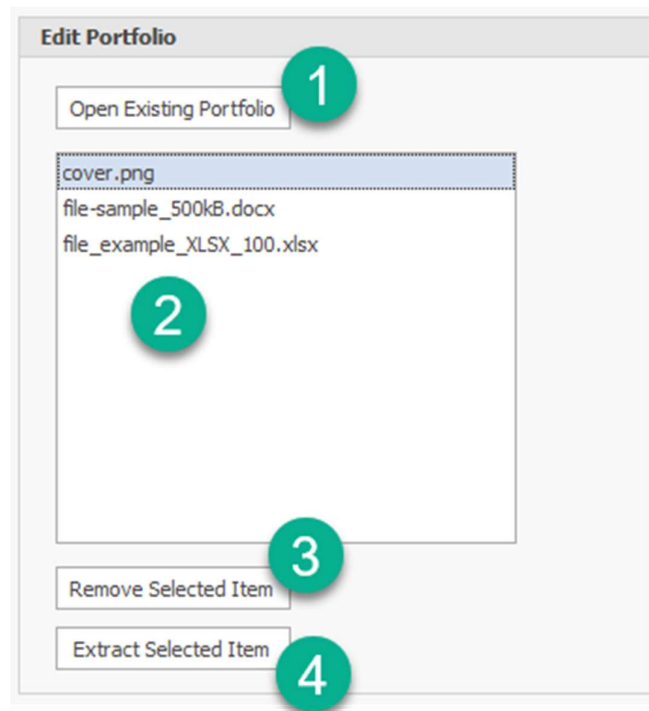 Edit Portfolio
1
Open Existing Portfolio
cover.png
file-sample_500kB.docx
file_example_XLSX_100.xlsx
2
3
Remove Selected Item
Extract Selected Item
4